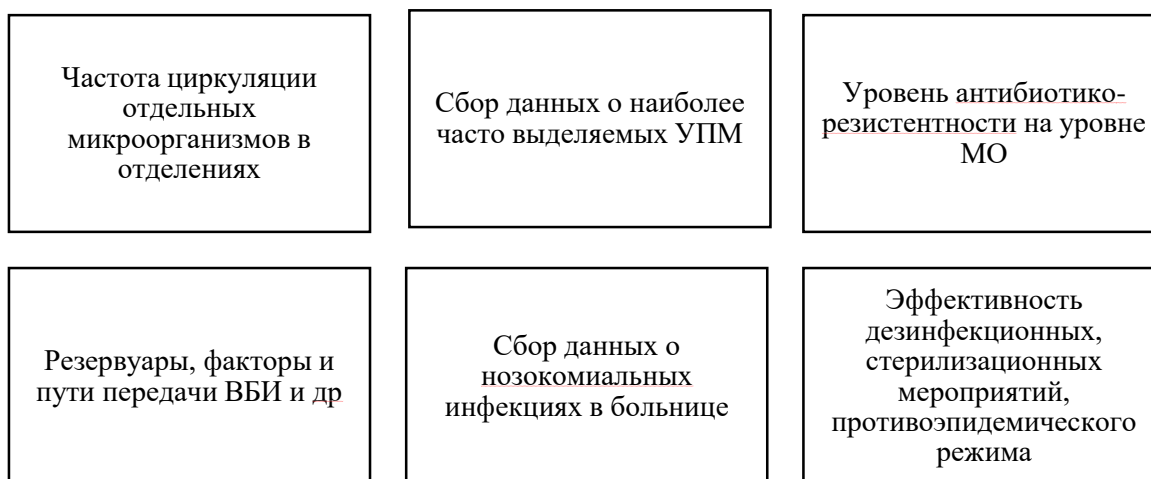 Частота циркуляции
отдельных
микроорганизмов в
отделениях
Сбор данных о наиболее
часто выделяемых УПМ
Уровень антибиотико-
резистентности на уровне
МО
Резервуары, факторы и
пути передачи ВБИ и др
Сбор данных о
нозокомиальных
инфекциях в больнице
Эффективность
дезинфекционных,
стерилизационных
мероприятий,
противоэпидемического
режима